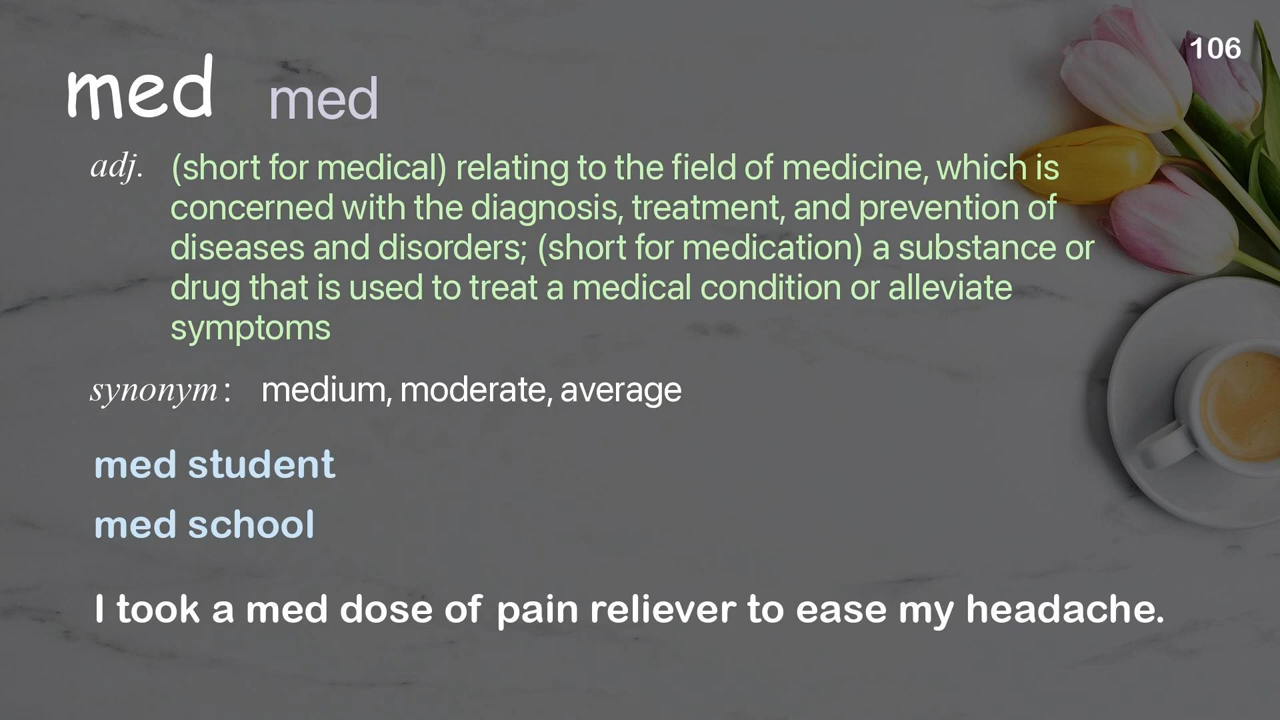 106
med med
adj. (short for medical) relating to the field of medicine, which is
concerned with the diagnosis, treatment, and prevention of
diseases and disorders; (short for medication) a substance or
drug that is used to treat a medical condition or alleviate
symptoms
synonym : medium, moderate, average
med student
med school
I took a med dose of pain reliever to ease my headache.